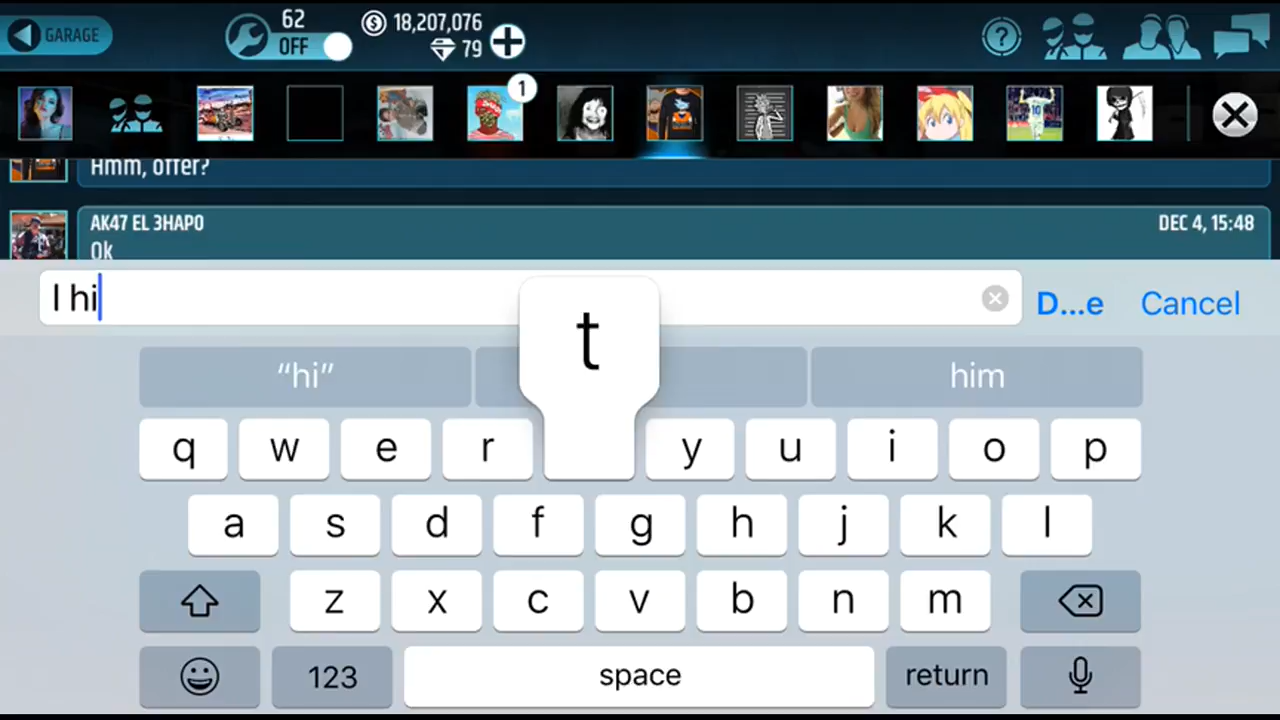 GARAGE
62
OFF
18,207,076
79
?
1
10
Hmm, offer?
AK47 EL 3HAPO
DEC 4, 15:48
Ok
I hi
D...e
Cancel
t
“hi”
him
q w e r y u i o p
a s d f g h j k l
z x c v b n m
123
space
return